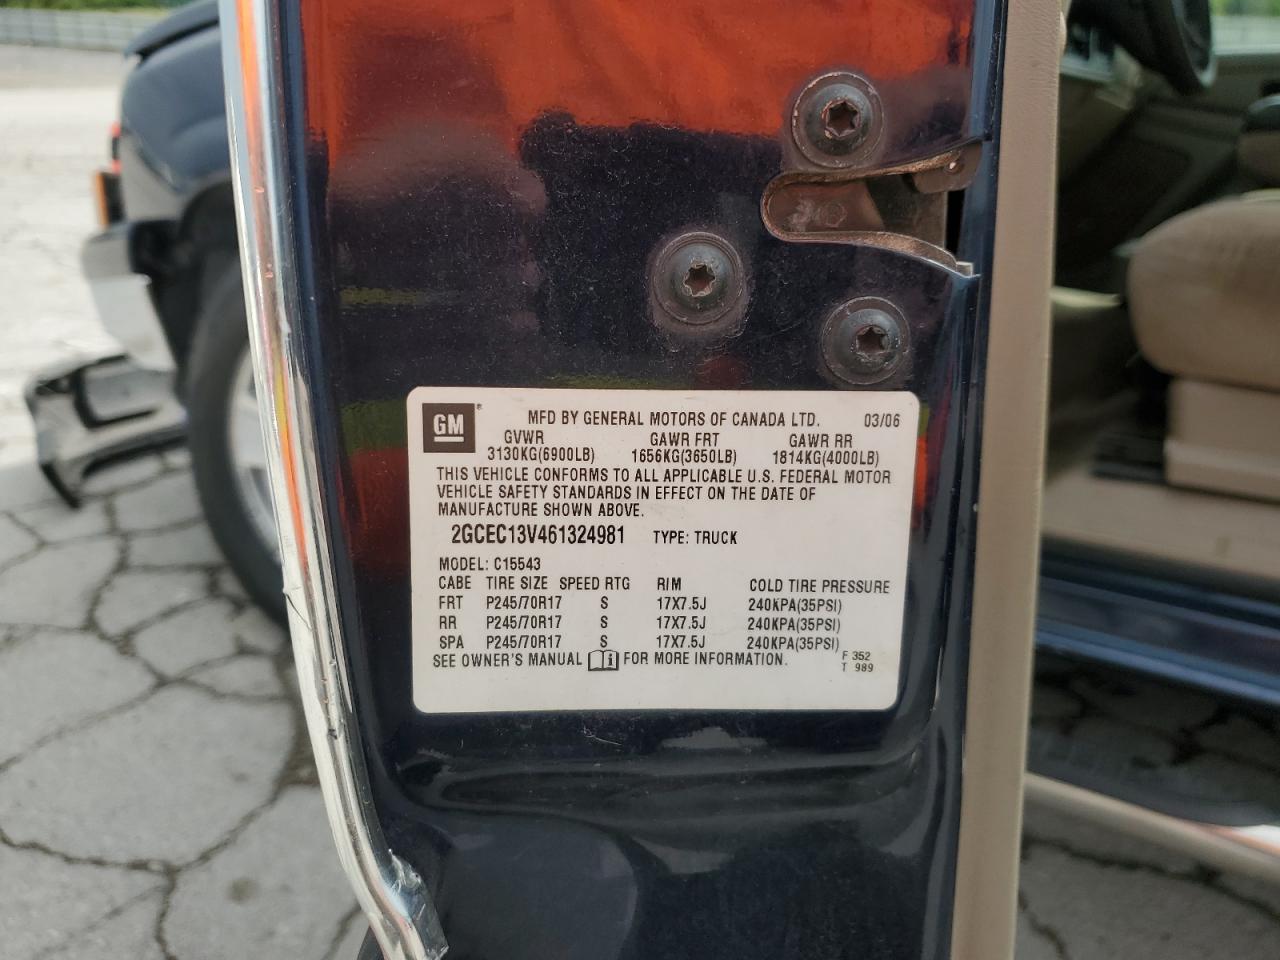 GM® MFD BY GENERAL MOTORS OF CANADA LTD. 03/06
GVWR GAWR FRT GAWR RR
3130KG(6900LB) 1656KG(3650LB) 1814KG(4000LB)
THIS VEHICLE CONFORMS TO ALL APPLICABLE U.S. FEDERAL MOTOR
VEHICLE SAFETY STANDARDS IN EFFECT ON THE DATE OF
MANUFACTURE SHOWN ABOVE.
2GCEC13V461324981 TYPE: TRUCK
MODEL: C15543
CABE TIRE SIZE SPEED RTG RIM COLD TIRE PRESSURE
FRT P245/70R17 S 17X7.5J 240KPA(35PSI)
RR P245/70R17 S 17X7.5J 240KPA(35PSI)
SPA P245/70R17 S 17X7.5J 240KPA(35PSI)
SEE OWNER'S MANUAL FOR MORE INFORMATION. F 352
T 989